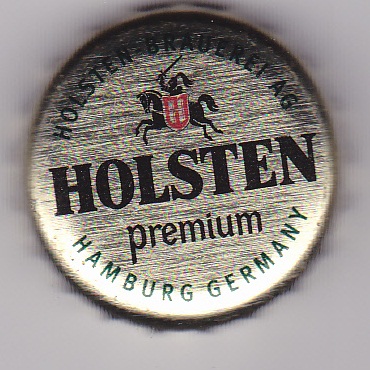 HOLSTEN-BRAUEREI AG
H
HOLSTEN
premium
HAMBURG GERMANY